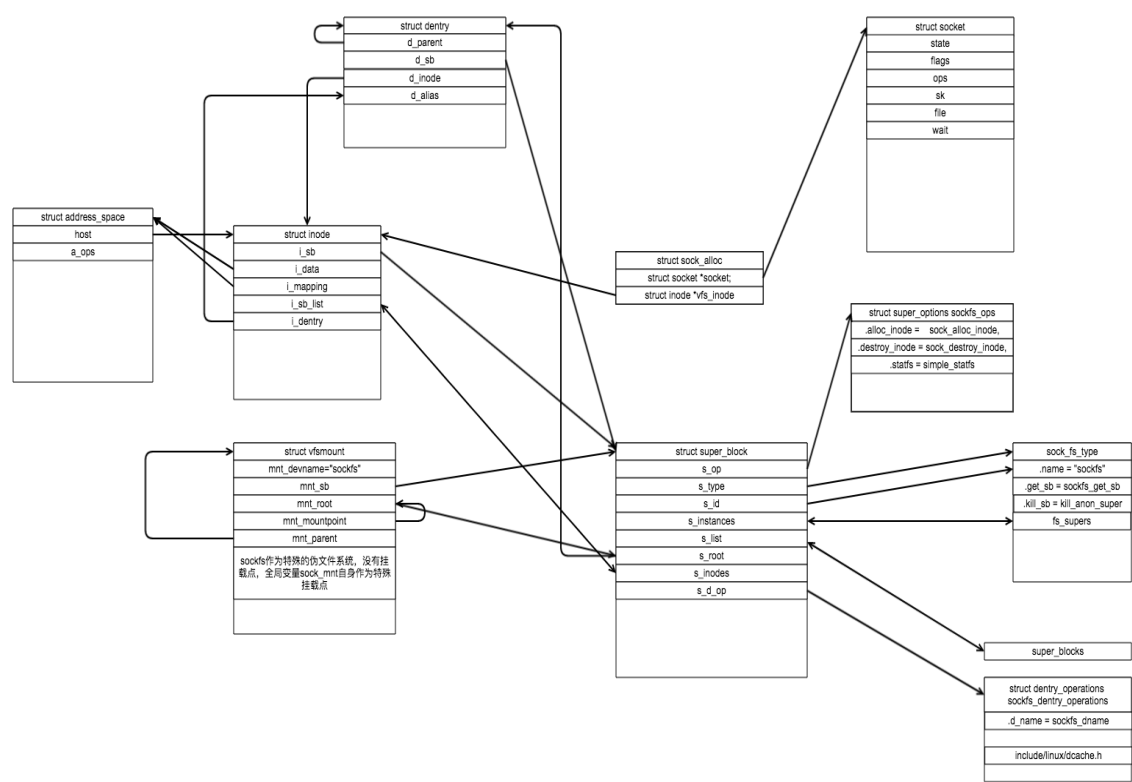 struct dentry
d_parent
d_sb
d_inode
d_alias
struct socket
state
flags
ops
sk
file
wait
struct address_space
host
a_ops
struct inode
i_sb
i_data
i_mapping
i_sb_list
i_dentry
struct sock_alloc
struct socket *socket;
struct inode *vfs_inode
struct super_options sockfs_ops
.alloc_inode = sock_alloc_inode,
.destroy_inode = sock_destroy_inode,
.statfs = simple_statfs
struct vfsmount
mnt_devname="sockfs"
mnt_sb
mnt_root
mnt_mountpoint
mnt_parent
sockfs作为特殊的伪文件系统，没有挂
载点，全局变量sock_mnt自身作为特殊
挂载点
struct super_block
s_op
s_type
s_id
s_instances
s_list
s_root
s_inodes
s_d_op
sock_fs_type
.name = "sockfs"
.get_sb = sockfs_get_sb
.kill_sb = kill_anon_super
fs_supers
super_blocks
struct dentry_operations
sockfs_dentry_operations
.d_name = sockfs_dname
include/linux/dcache.h